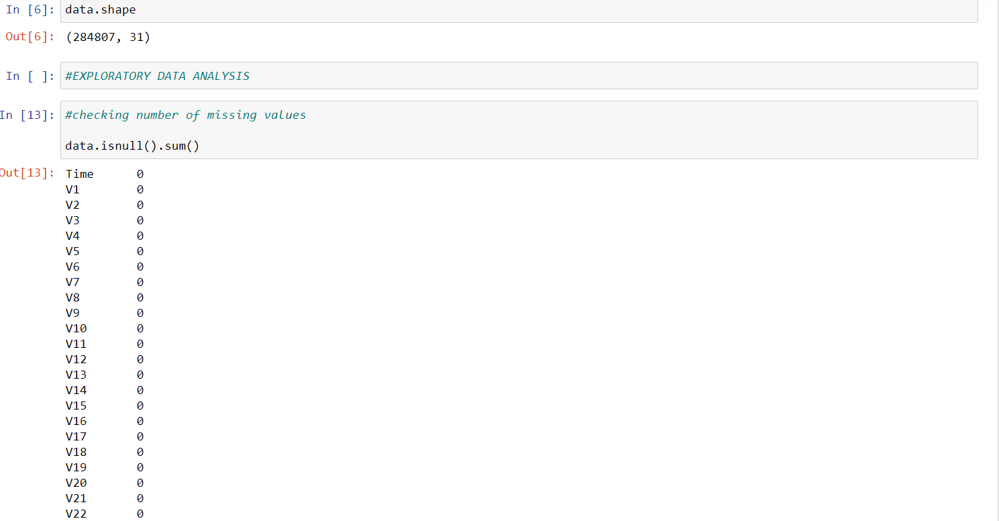 In [6]: data.shape
Out[6]: (284807, 31)
In [ ]: #EXPLORATORY DATA ANALYSIS
In [13]: #checking number of missing values
data.isnull().sum()
Out[13]: Time 0
V1 0
V2 0
V3 0
V4 0
V5 0
V6 0
V7 0
V8 0
V9 0
V10 0
V11 0
V12 0
V13 0
V14 0
V15 0
V16 0
V17 0
V18 0
V19 0
V20 0
V21 0
V22 0